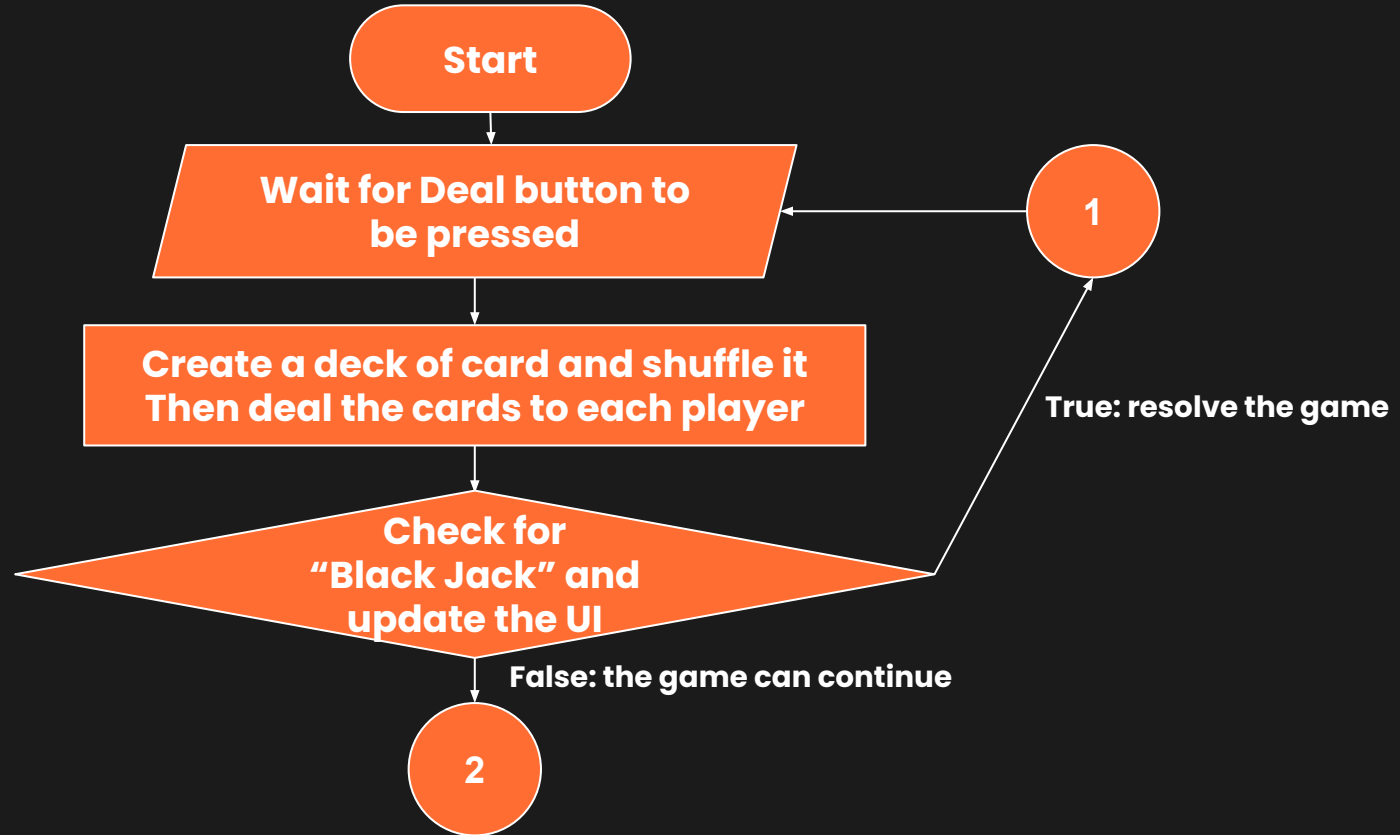 Start
Wait for Deal button to
be pressed
1
Create a deck of card and shuffle it
Then deal the cards to each player
True: resolve the game
Check for
“Black Jack” and
update the UI
False: the game can continue
2